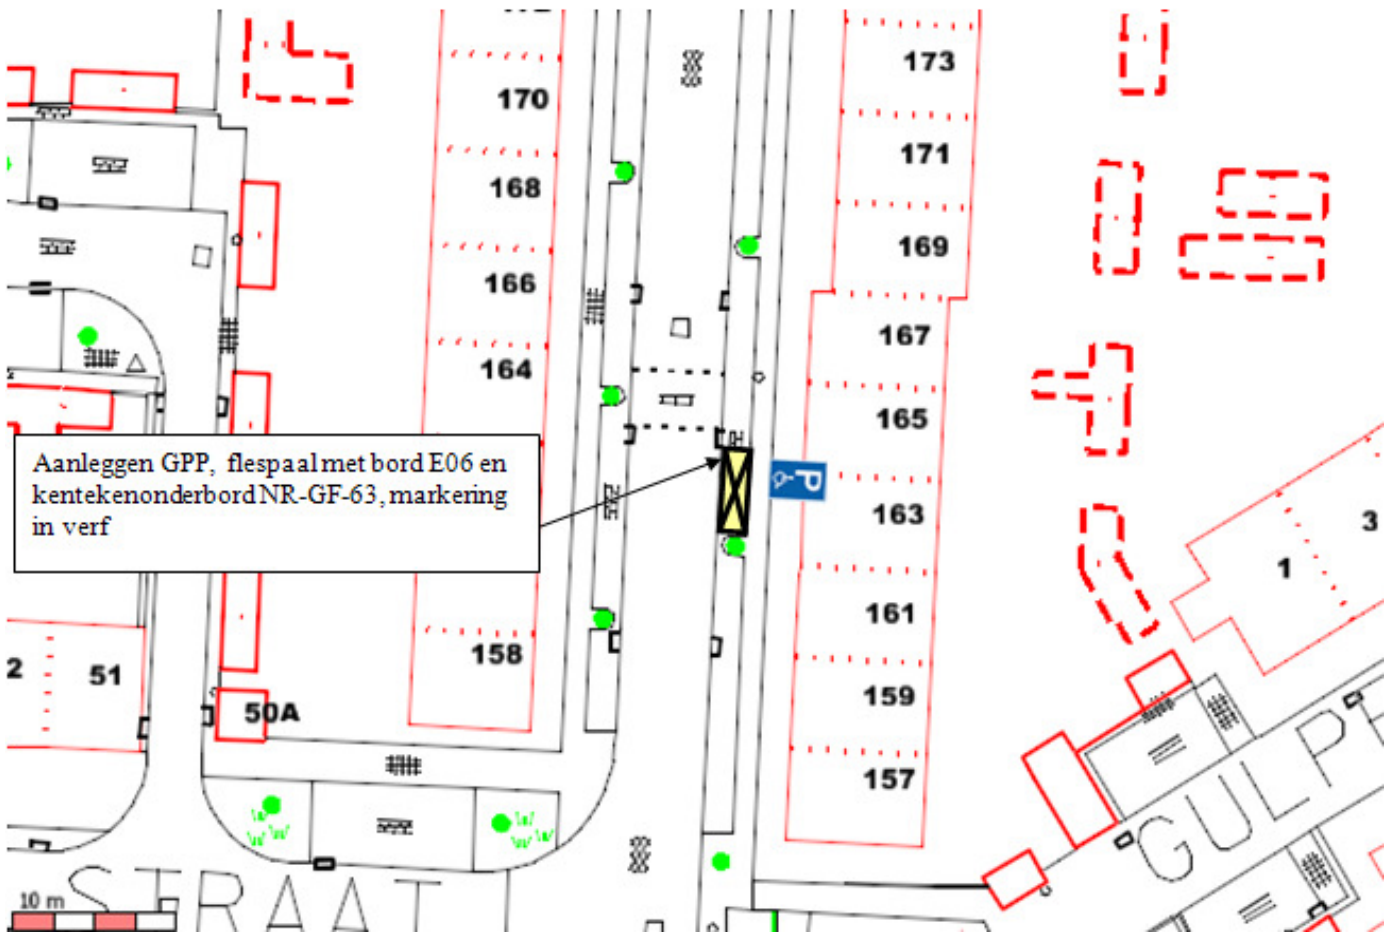 173
170
171
168
169
166
167
164
165
Aanleggen GPP, flespaal met bord E06 en
kentekenonderbord NR-GF-63, markering
in verf
P
163
3
1
161
158
2
51
159
50A
157
GULPE
STRAAT
10 m